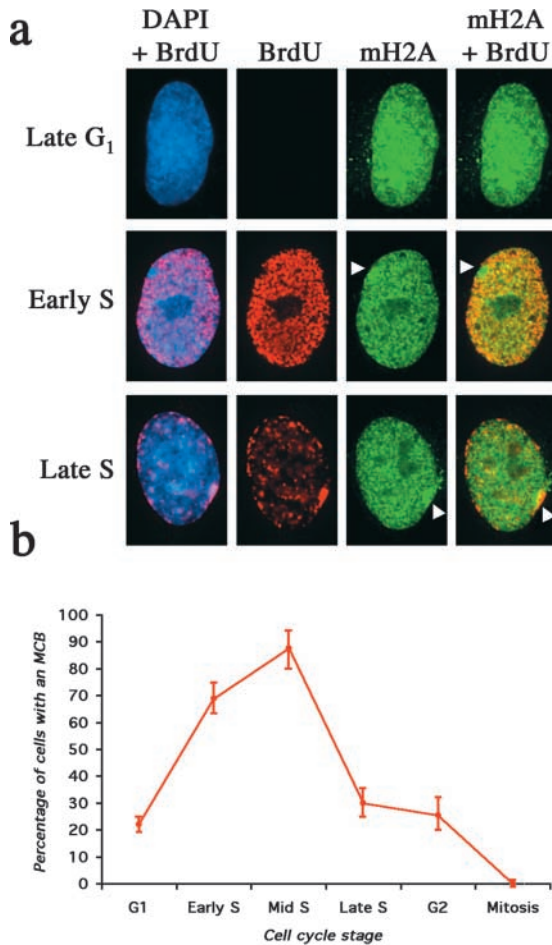 a
DAPI + BrdU
BrdU
mH2A
mH2A + BrdU
Late G1
Early S
Late S
b
Percentage of cells with an MCB
100
90
80
70
60
50
40
30
20
10
0
G1 Early S Mid S Late S G2 Mitosis
Cell cycle stage